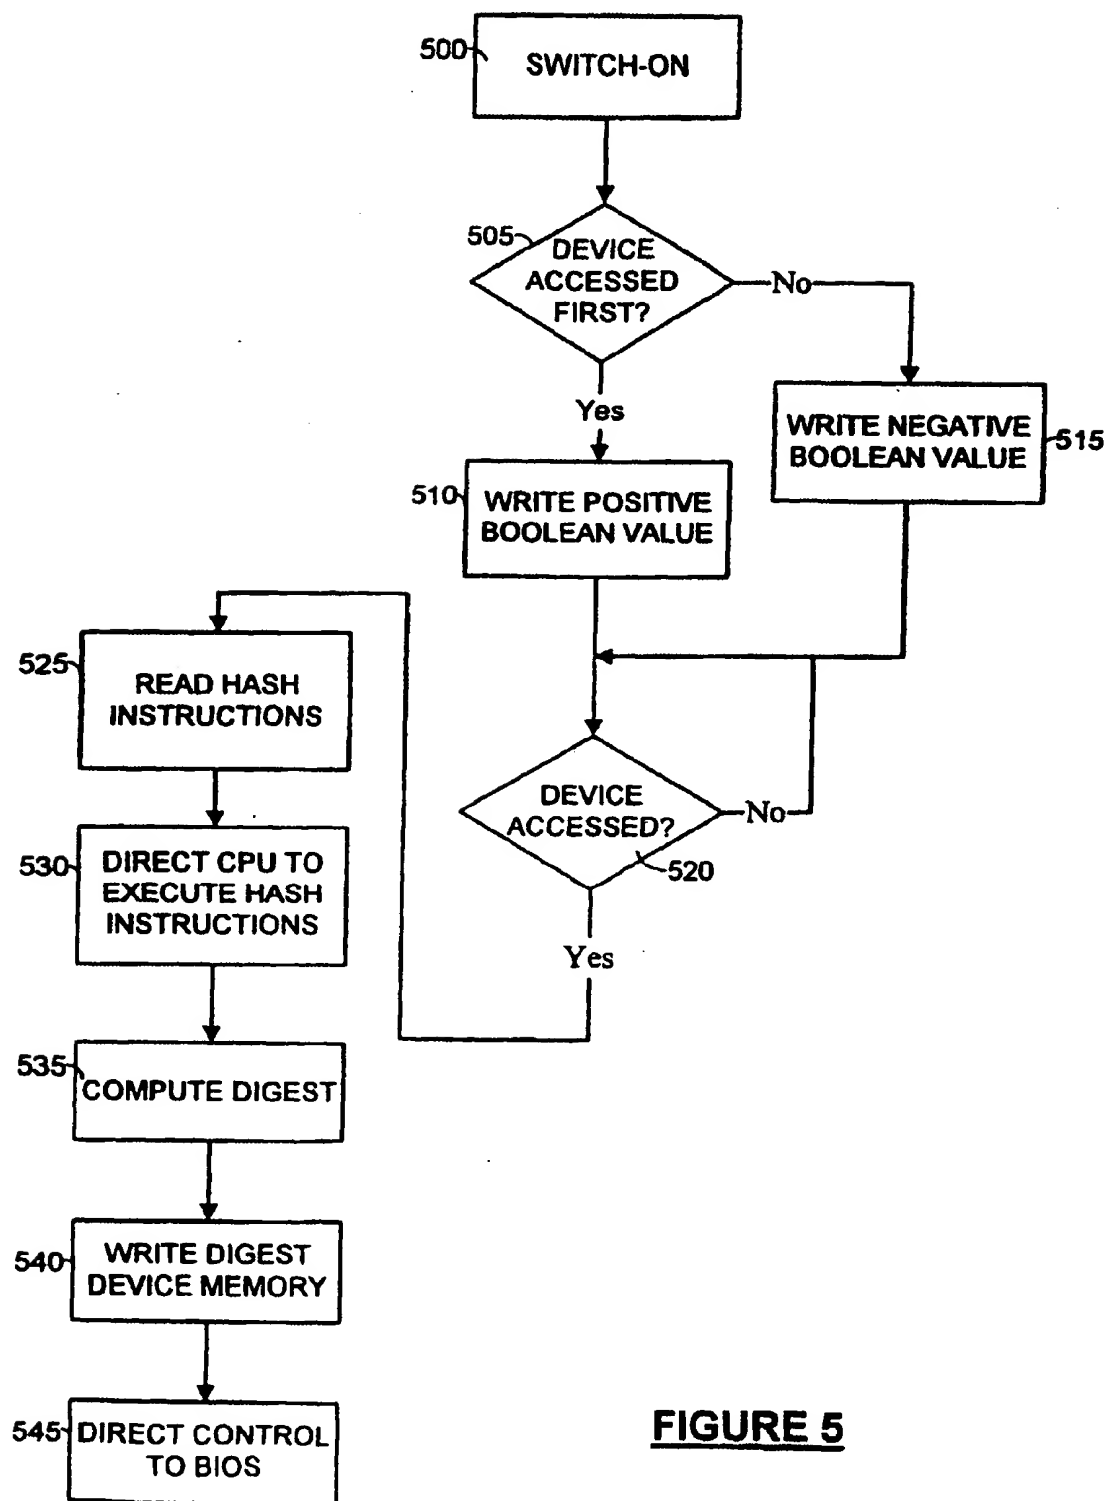 500
SWITCH-ON
505
DEVICE
ACCESSED
FIRST?
No
Yes
WRITE NEGATIVE
BOOLEAN VALUE
515
510
WRITE POSITIVE
BOOLEAN VALUE
525
READ HASH
INSTRUCTIONS
DEVICE
ACCESSED?
No
520
Yes
530
DIRECT CPU TO
EXECUTE HASH
INSTRUCTIONS
535
COMPUTE DIGEST
540
WRITE DIGEST
DEVICE MEMORY
545
DIRECT CONTROL
TO BIOS
FIGURE 5